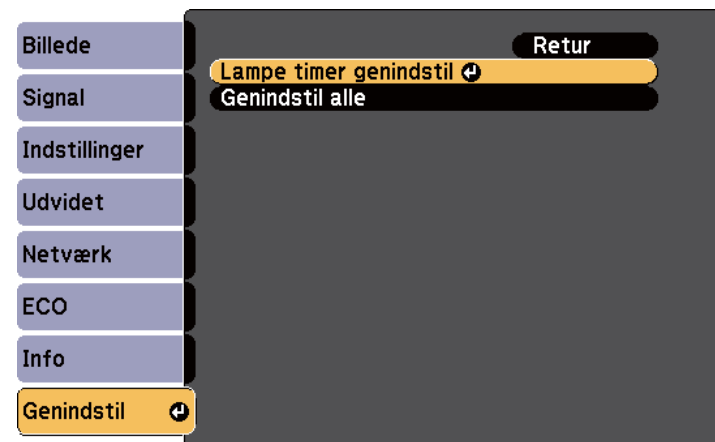 Billede
Signal
Indstillinger
Udvidet
Netværk
ECO
Info
Genindstil
Retur
Lampe timer genindstil
Genindstil alle